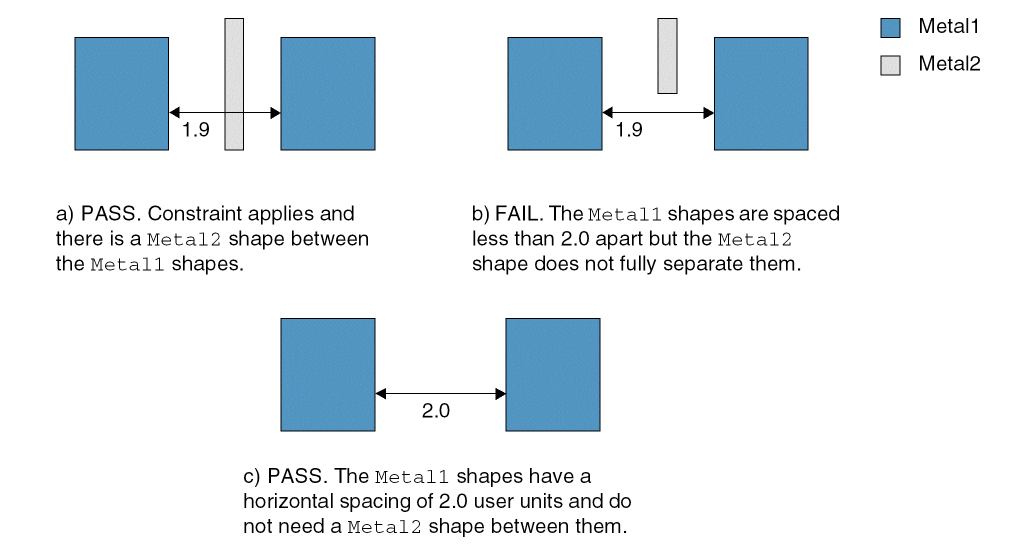 Metal1
Metal2
1.9
1.9
a) PASS. Constraint applies and
there is a Metal2 shape between
the Metal1 shapes.
b) FAIL. The Metal1 shapes are spaced
less than 2.0 apart but the Metal2
shape does not fully separate them.
2.0
c) PASS. The Metal1 shapes have a
horizontal spacing of 2.0 user units and do
not need a Metal2 shape between them.